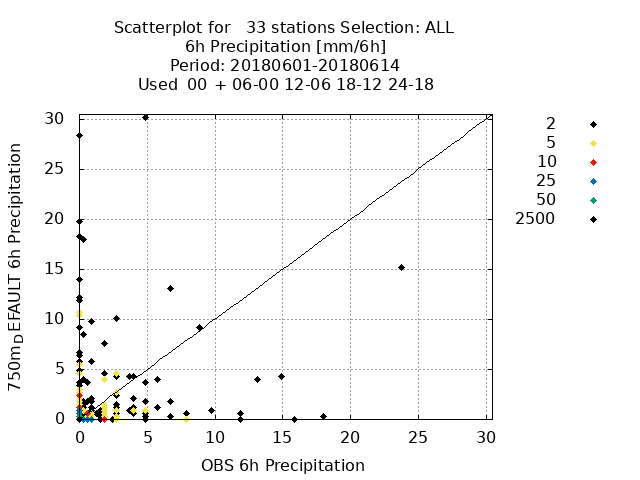 Scatterplot for   33 stations Selection: ALL
6h Precipitation [mm/6h]
Period: 20180601-20180614
Used  00  + 06-00 12-06 18-12 24-18
30
25
20
15
10
5
0
0 5 10 15 20 25 30
750mDEFAULT 6h Precipitation
OBS 6h Precipitation
2
5
10
25
50
2500